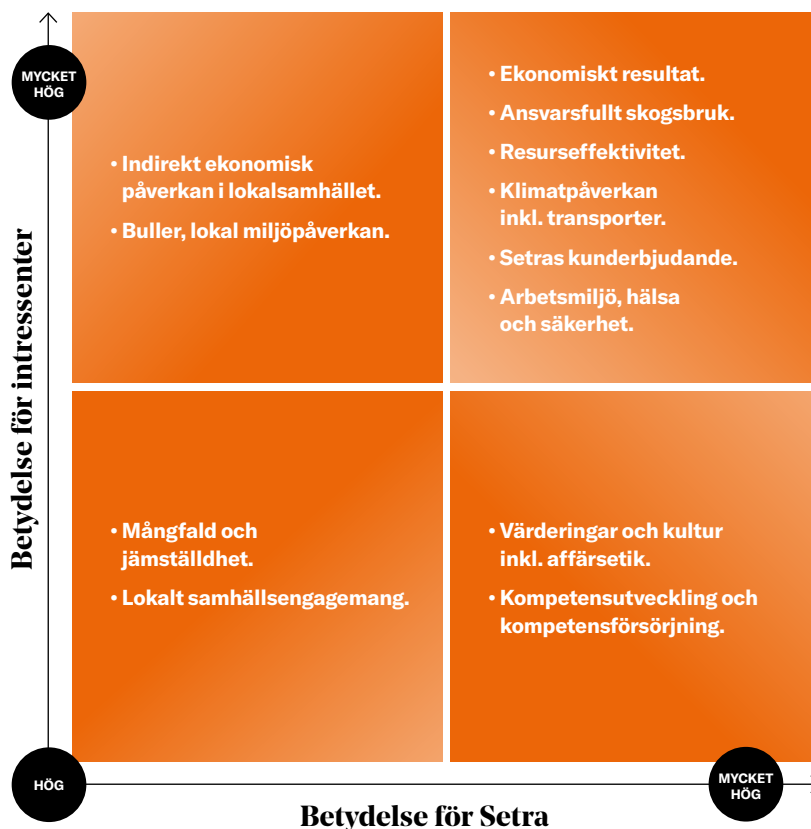 MYCKET
HÖG
Betydelse för intressenter
• Indirekt ekonomisk
påverkan i lokalsamhället.
• Buller, lokal miljöpåverkan.
• Ekonomiskt resultat.
• Ansvarsfullt skogsbruk.
• Resurseffektivitet.
• Klimatpåverkan
inkl. transporter.
• Setras kunderbjudande.
• Arbetsmiljö, hälsa
och säkerhet.
• Mångfald och
jämställdhet.
• Lokalt samhällsengagemang.
• Värderingar och kultur
inkl. affärsetik.
• Kompetensutveckling och
kompetensförsörjning.
HÖG
MYCKET
HÖG
Betydelse för Setra